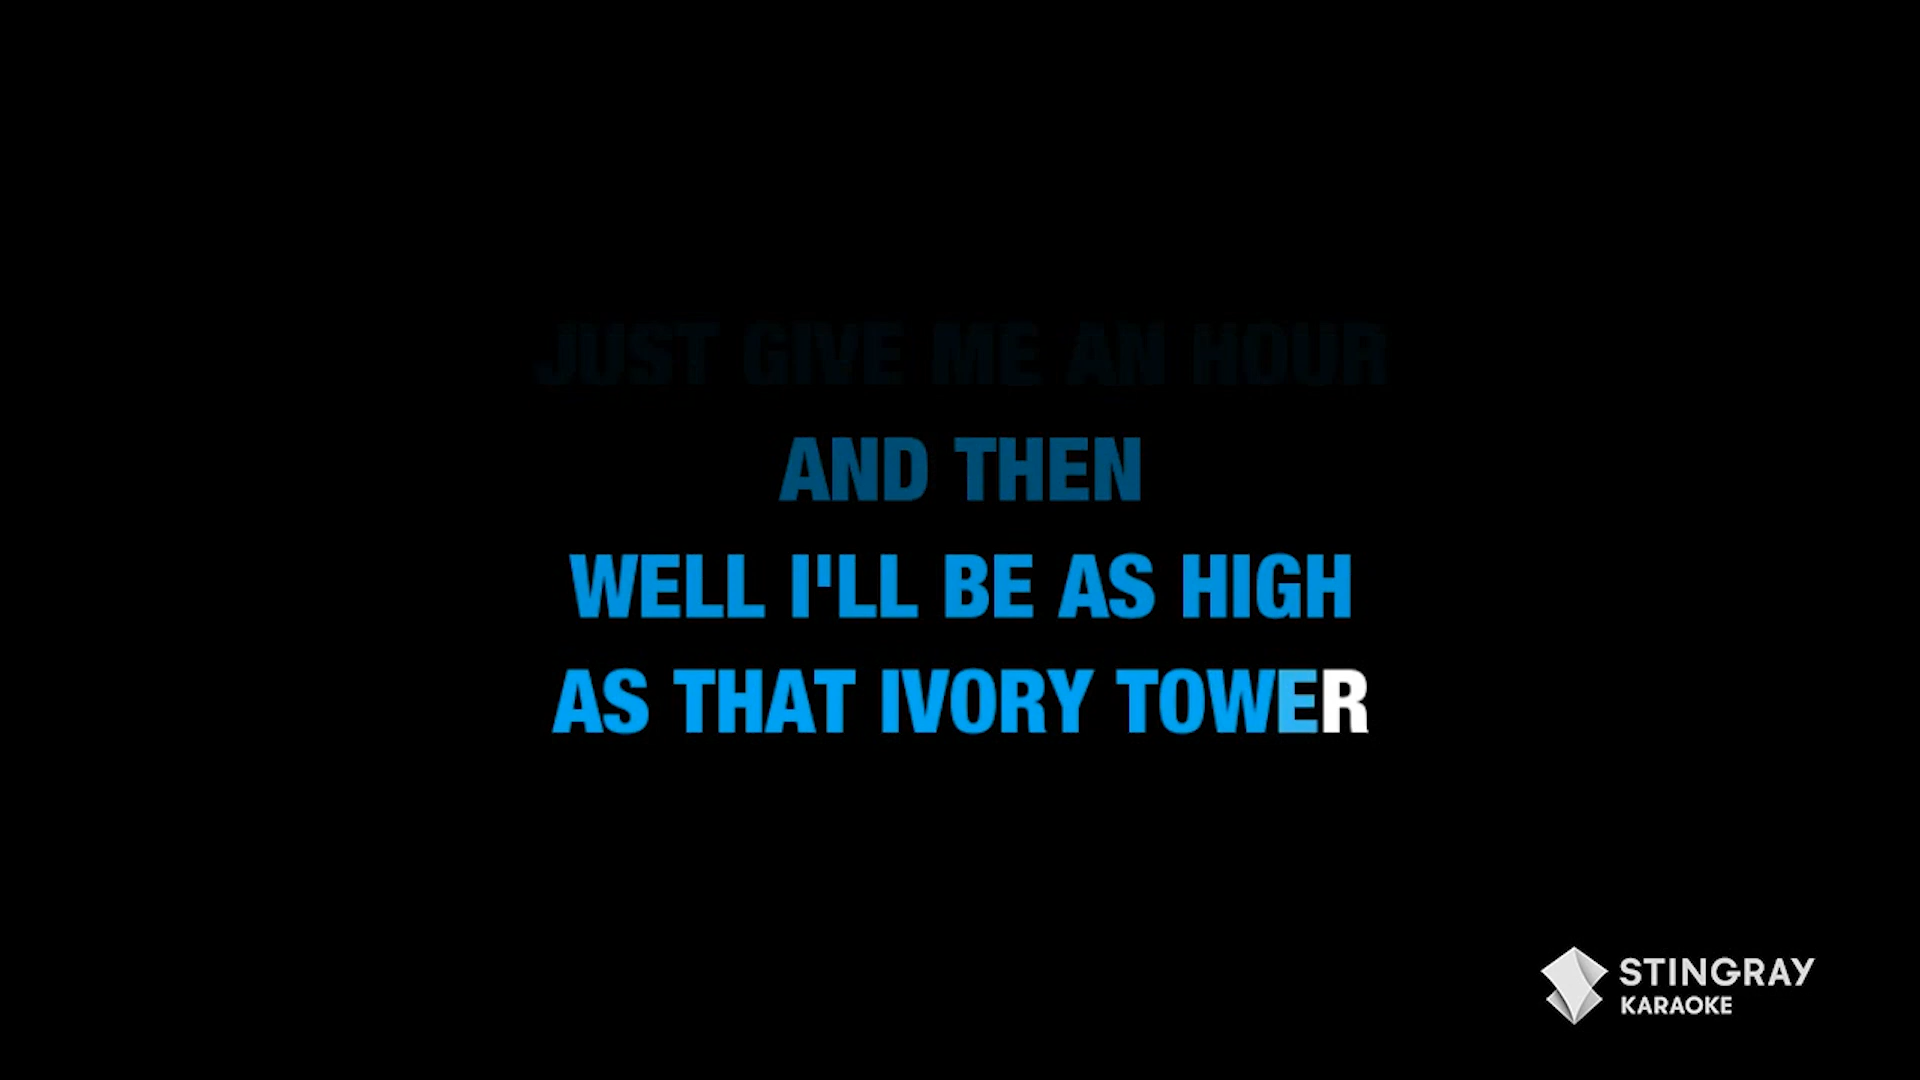 JUST GIVE ME AN HOUR
AND THEN
WELL I'LL BE AS HIGH
AS THAT IVORY TOWER
STINGRAY
KARAOKE